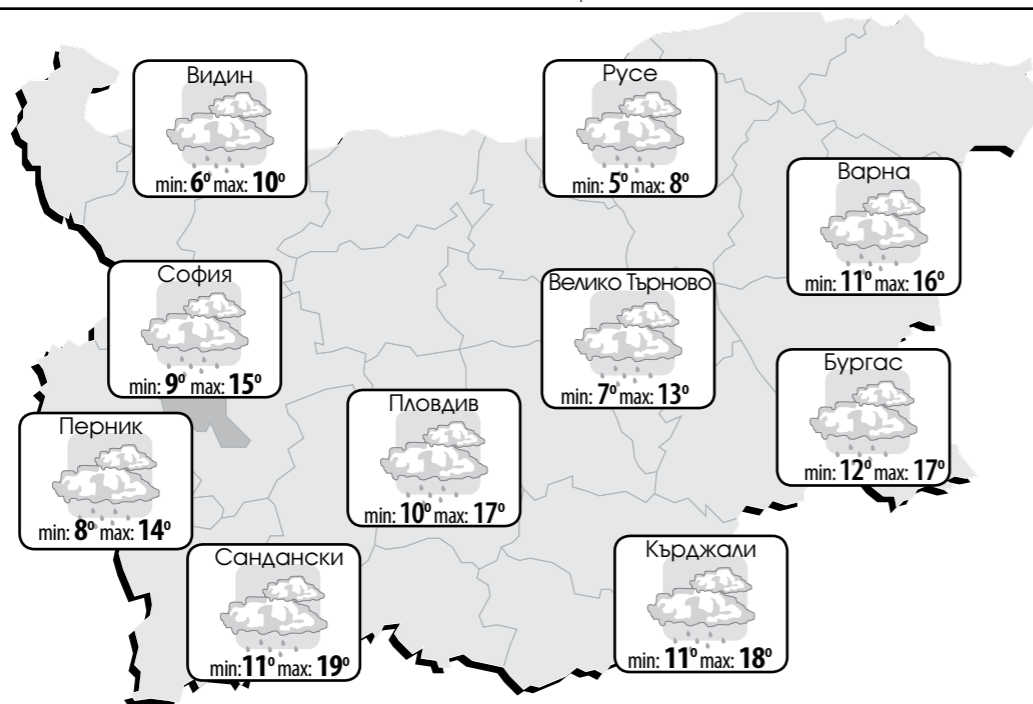 Видин
min: 6° max: 10°
Русе
min: 5° max: 8°
Варна
min: 11° max: 16°
София
min: 9° max: 15°
Велико Търново
min: 7° max: 13°
Бургас
min: 12° max: 17°
Пловдив
min: 10° max: 17°
Перник
min: 8° max: 14°
Сандански
min: 11° max: 19°
Кърджали
min: 11° max: 18°